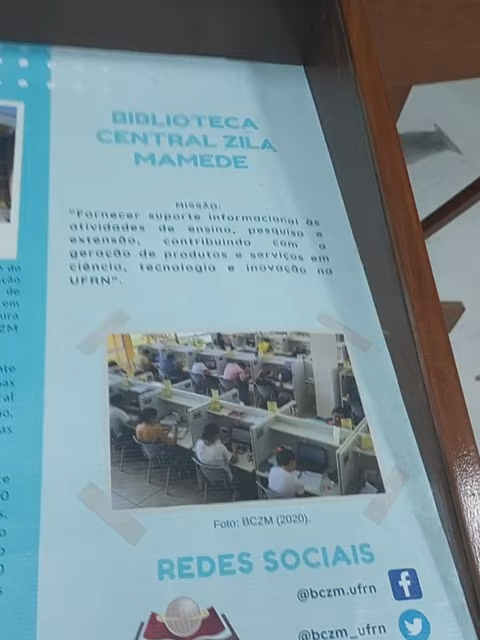 BIBLIOTECA
CENTRAL ZILA
MAMEDE
MISSÃO:
"Fornecer suporte informacional às
atividades de ensino, pesquisa e
extensão, contribuindo com a
geração de produtos e serviços em
ciência, tecnologia e inovação na
UFRN".
Foto: BCZM (2020).
REDES SOCIAIS
@bczm.ufrn
@bczm_ufrn